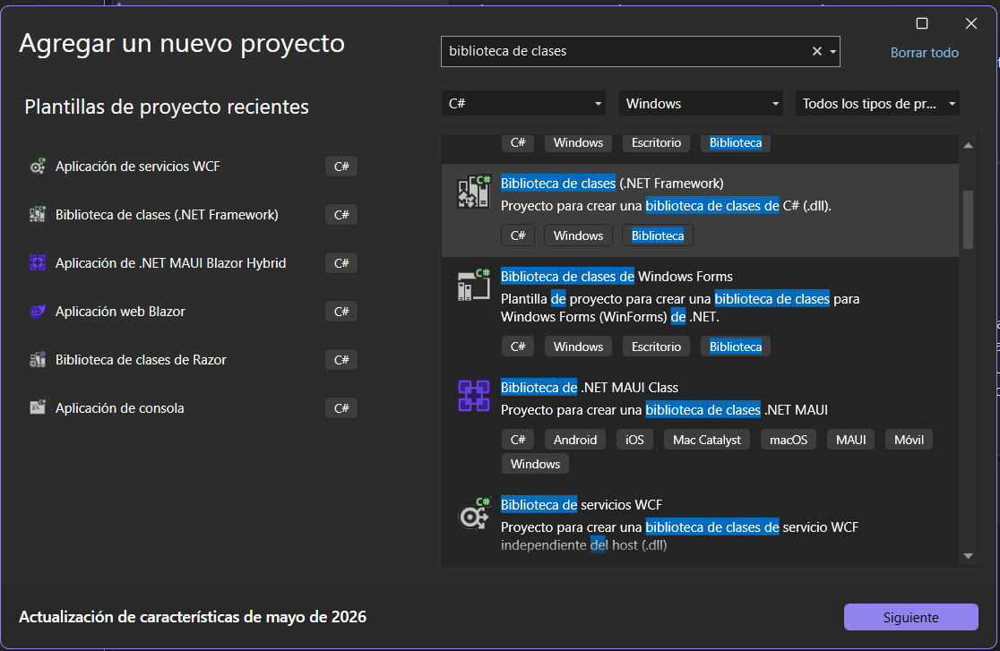 Agregar un nuevo proyecto
biblioteca de clases
Borrar todo
Plantillas de proyecto recientes
C#
Windows
Todos los tipos de pr...
Aplicación de servicios WCF C#
Biblioteca de clases (.NET Framework) C#
Aplicación de .NET MAUI Blazor Hybrid C#
Aplicación web Blazor C#
Biblioteca de clases de Razor C#
Aplicación de consola C#
C# Windows Escritorio Biblioteca
Biblioteca de clases (.NET Framework)
Proyecto para crear una biblioteca de clases de C# (.dll).
C# Windows Biblioteca
Biblioteca de clases de Windows Forms
Plantilla de proyecto para crear una biblioteca de clases para
Windows Forms (WinForms) de .NET.
C# Windows Escritorio Biblioteca
Biblioteca de .NET MAUI Class
Proyecto para crear una biblioteca de clases .NET MAUI
C# Android iOS Mac Catalyst macOS MAUI Móvil
Windows
Biblioteca de servicios WCF
Proyecto para crear una biblioteca de clases de servicio WCF
independiente del host (.dll)
Actualización de características de mayo de 2026
Siguiente